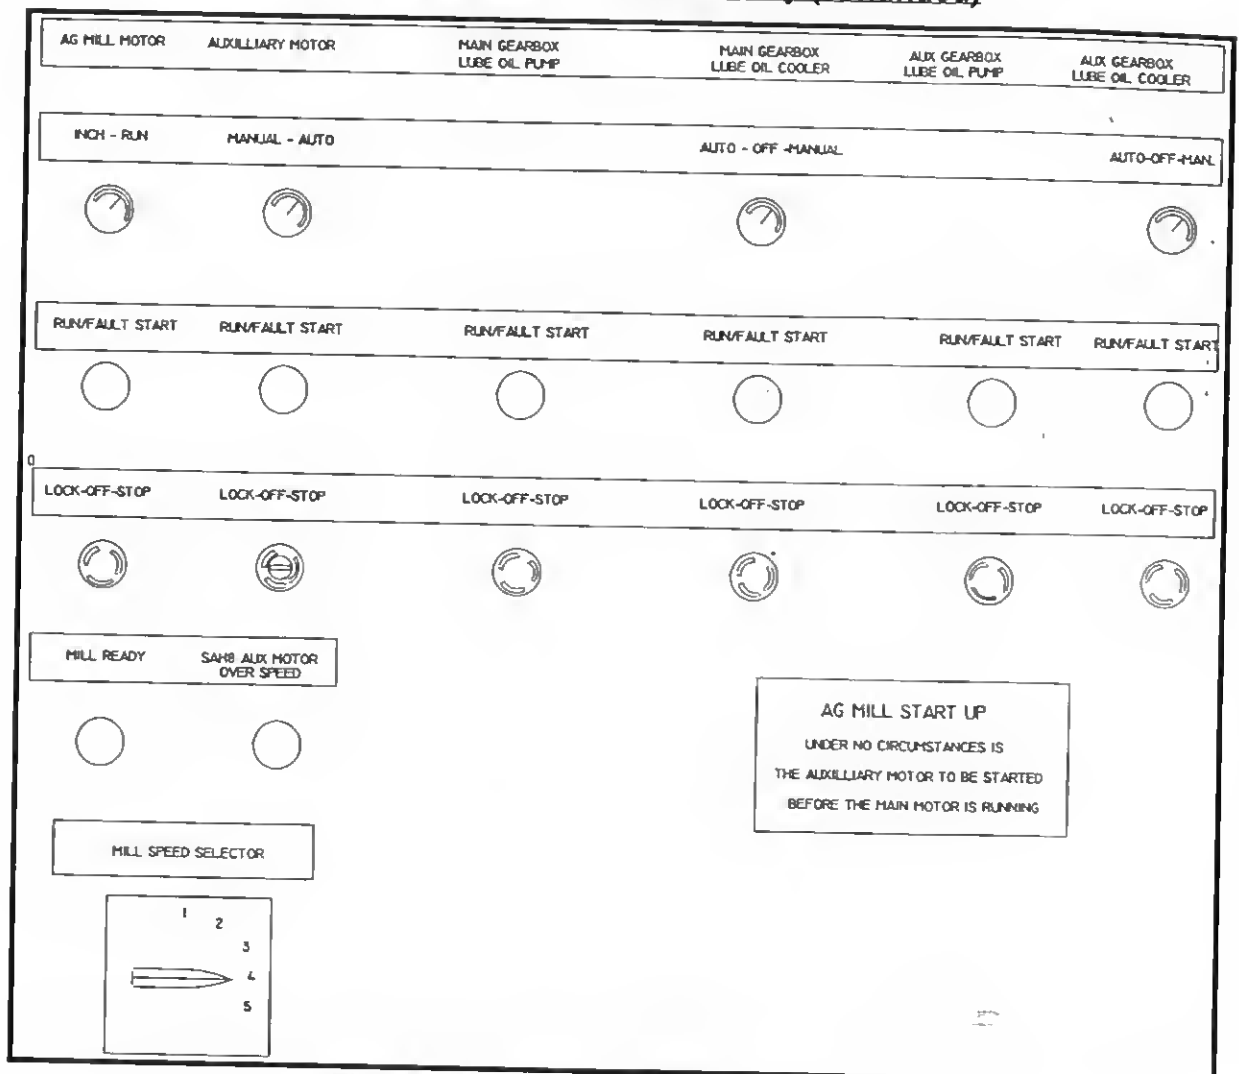 AG MILL MOTOR
AUXILLIARY MOTOR
MAIN GEARBOX
LUBE OIL PUMP
MAIN GEARBOX
LUBE OIL COOLER
AUX GEARBOX
LUBE OIL PUMP
AUX GEARBOX
LUBE OIL COOLER
INCH - RUN
MANUAL - AUTO
AUTO - OFF -MANUAL
AUTO-OFF-MAN.
RUN/FAULT START
RUN/FAULT START
RUN/FAULT START
RUN/FAULT START
RUN/FAULT START
RUN/FAULT START
0
LOCK-OFF-STOP
LOCK-OFF-STOP
LOCK-OFF-STOP
LOCK-OFF-STOP
LOCK-OFF-STOP
LOCK-OFF-STOP
MILL READY
SAH8 AUX MOTOR
OVER SPEED
AG MILL START UP
UNDER NO CIRCUMSTANCES IS
THE AUXILLIARY MOTOR TO BE STARTED
BEFORE THE MAIN MOTOR IS RUNNING
MILL SPEED SELECTOR
1
2
3
4
5